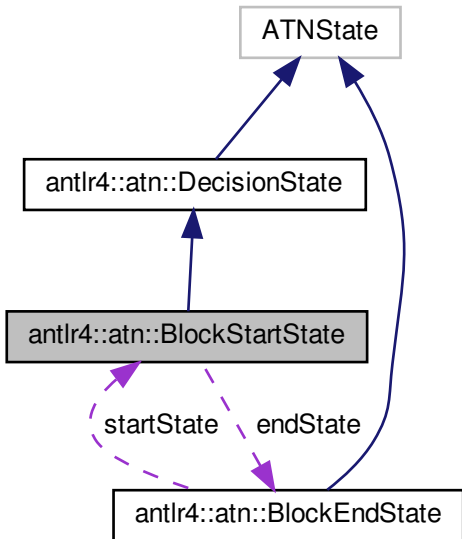 ATNState
antlr4::atn::DecisionState
antlr4::atn::BlockStartState
startState
endState
antlr4::atn::BlockEndState